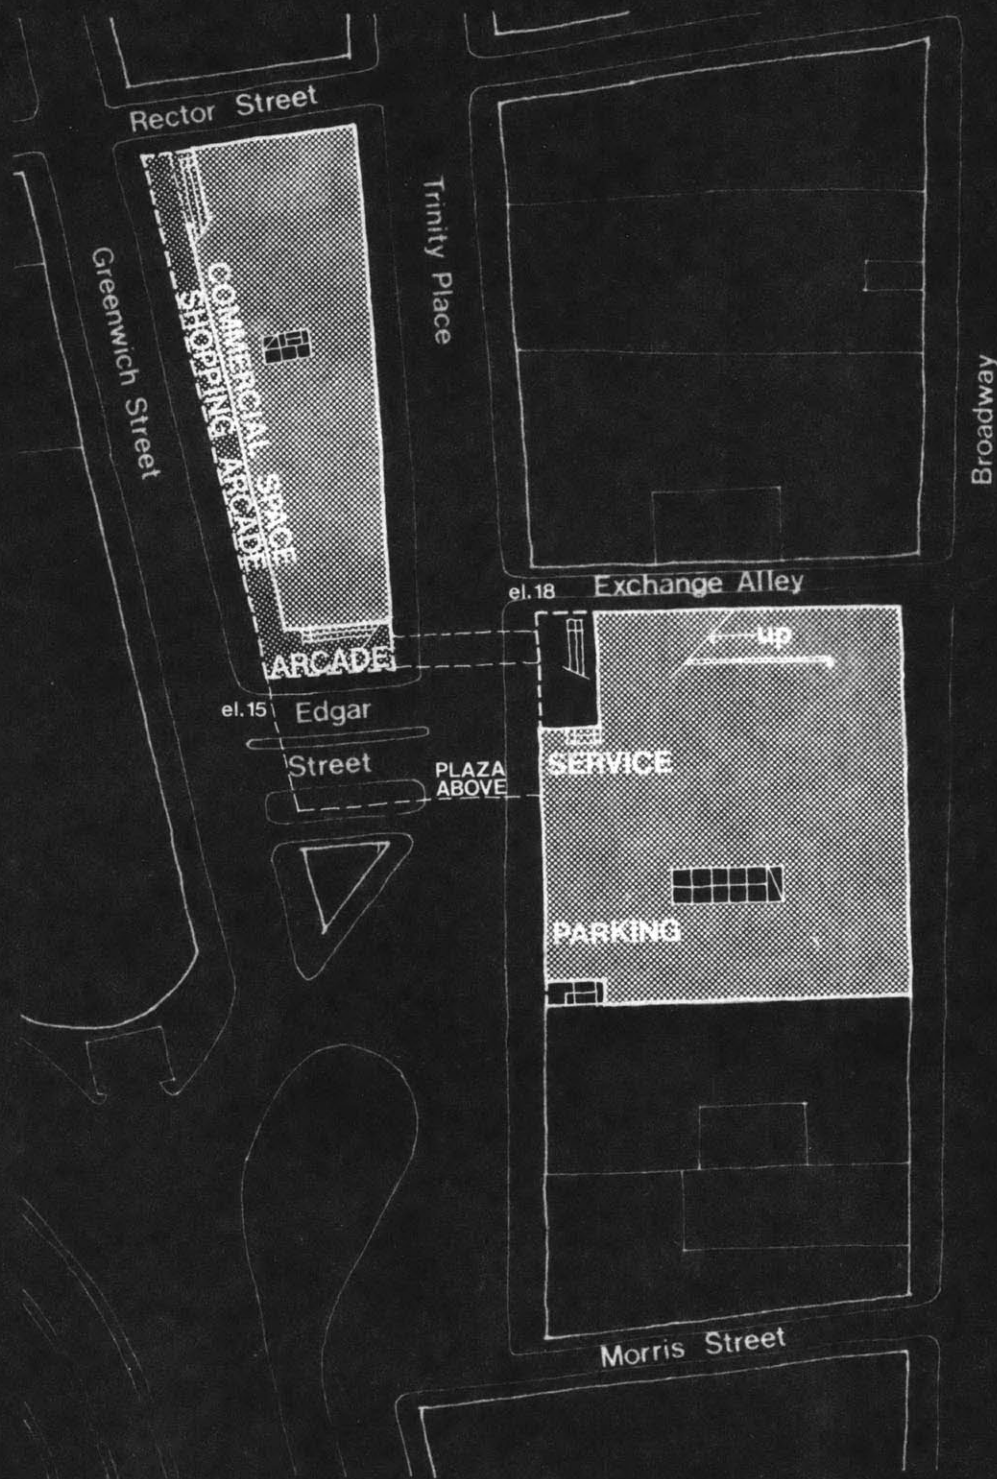 Rector Street
Trinity Place
Greenwich Street
COMMERCIAL SPACE
SHOPPING ARCADE
Broadway
el.18
Exchange Alley
up
ARCADE
el.15
Edgar
Street
PLAZA
ABOVE
SERVICE
PARKING
Morris Street